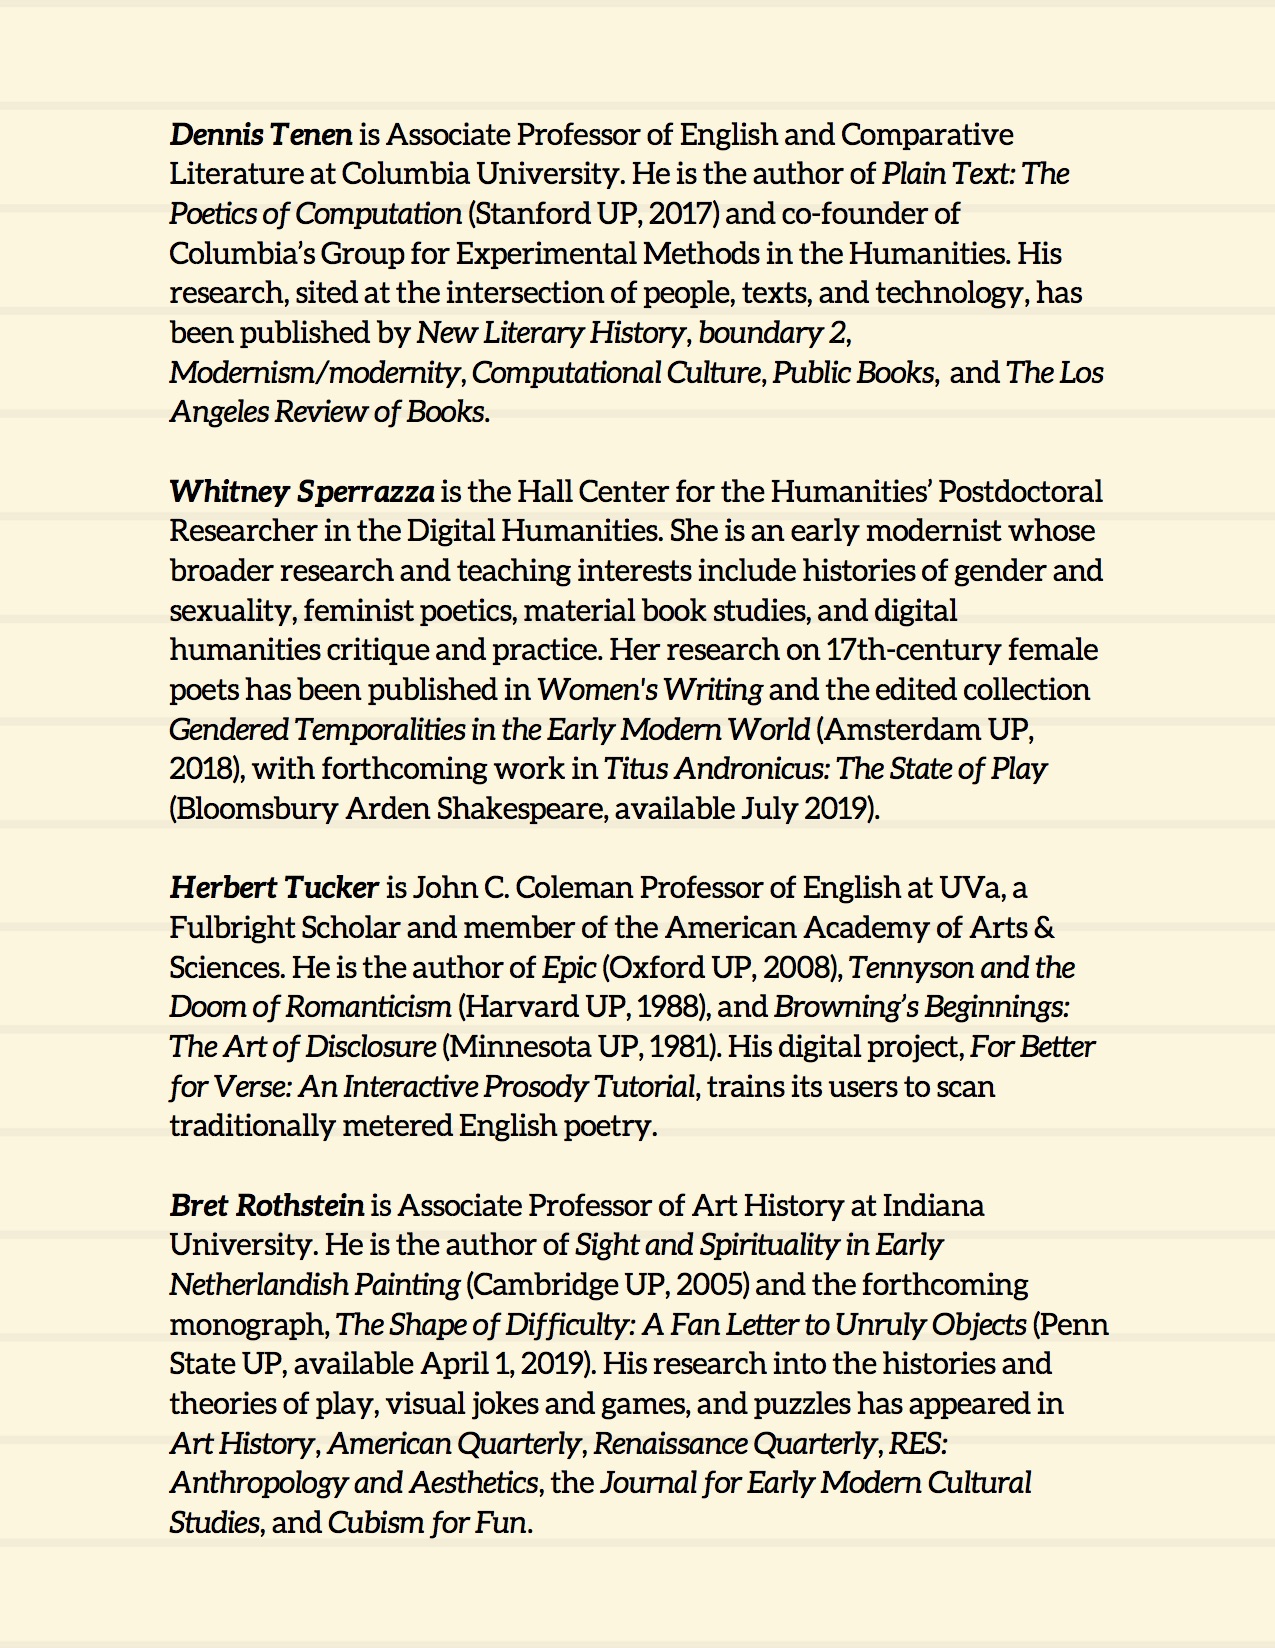 Dennis Tenen is Associate Professor of English and Comparative
Literature at Columbia University. He is the author of Plain Text: The
Poetics of Computation (Stanford UP, 2017) and co-founder of
Columbia’s Group for Experimental Methods in the Humanities. His
research, sited at the intersection of people, texts, and technology, has
been published by New Literary History, boundary 2,
Modernism/modernity, Computational Culture, Public Books, and The Los
Angeles Review of Books.
Whitney Sperrazza is the Hall Center for the Humanities’ Postdoctoral
Researcher in the Digital Humanities. She is an early modernist whose
broader research and teaching interests include histories of gender and
sexuality, feminist poetics, material book studies, and digital
humanities critique and practice. Her research on 17th-century female
poets has been published in Women's Writing and the edited collection
Gendered Temporalities in the Early Modern World (Amsterdam UP,
2018), with forthcoming work in Titus Andronicus: The State of Play
(Bloomsbury Arden Shakespeare, available July 2019).
Herbert Tucker is John C. Coleman Professor of English at UVa, a
Fulbright Scholar and member of the American Academy of Arts &
Sciences. He is the author of Epic (Oxford UP, 2008), Tennyson and the
Doom of Romanticism (Harvard UP, 1988), and Browning’s Beginnings:
The Art of Disclosure (Minnesota UP, 1981). His digital project, For Better
for Verse: An Interactive Prosody Tutorial, trains its users to scan
traditionally metered English poetry.
Bret Rothstein is Associate Professor of Art History at Indiana
University. He is the author of Sight and Spirituality in Early
Netherlandish Painting (Cambridge UP, 2005) and the forthcoming
monograph, The Shape of Difficulty: A Fan Letter to Unruly Objects (Penn
State UP, available April 1, 2019). His research into the histories and
theories of play, visual jokes and games, and puzzles has appeared in
Art History, American Quarterly, Renaissance Quarterly, RES:
Anthropology and Aesthetics, the Journal for Early Modern Cultural
Studies, and Cubism for Fun.